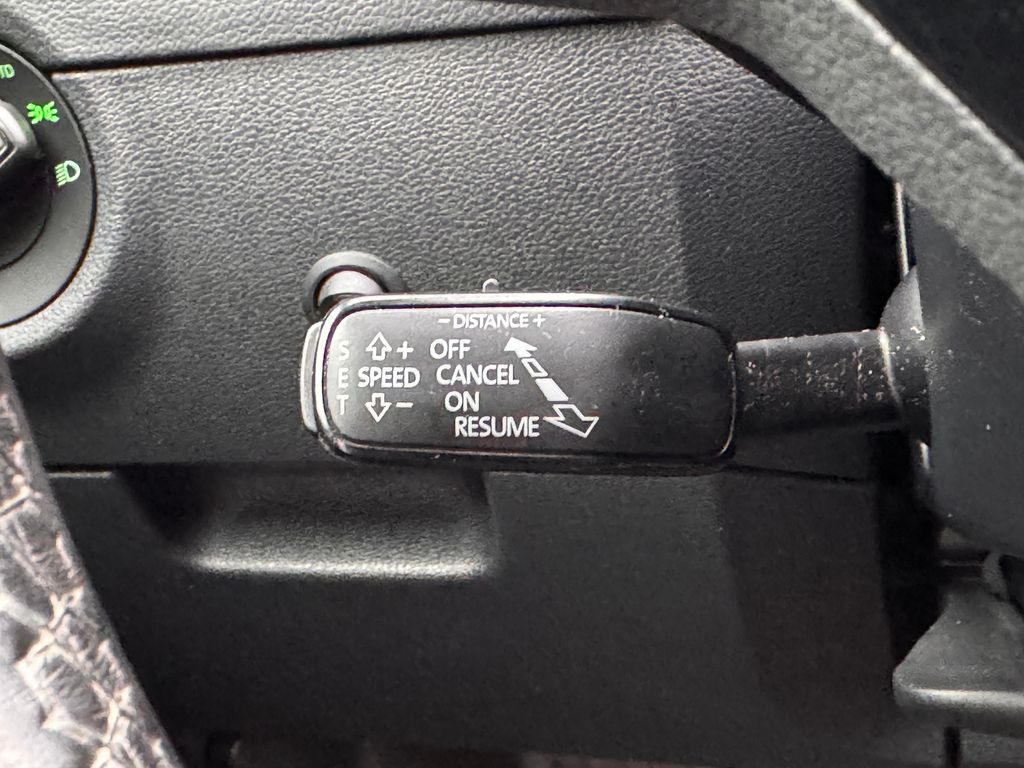 - DISTANCE +
S + OFF
E SPEED CANCEL
T - ON
RESUME